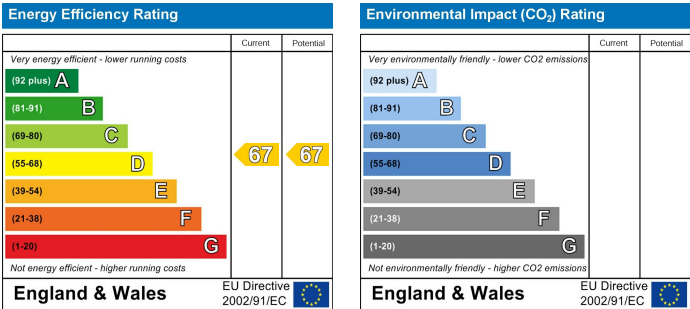 Energy Efficiency Rating
Current Potential
Very energy efficient - lower running costs
(92 plus) A
(81-91) B
(69-80) C
(55-68) D 67 67
(39-54) E
(21-38) F
(1-20) G
Not energy efficient - higher running costs
England & Wales
EU Directive
2002/91/EC
Environmental Impact (CO₂) Rating
Current Potential
Very environmentally friendly - lower CO2 emissions
(92 plus) A
(81-91) B
(69-80) C
(55-68) D
(39-54) E
(21-38) F
(1-20) G
Not environmentally friendly - higher CO2 emissions
England & Wales
EU Directive
2002/91/EC